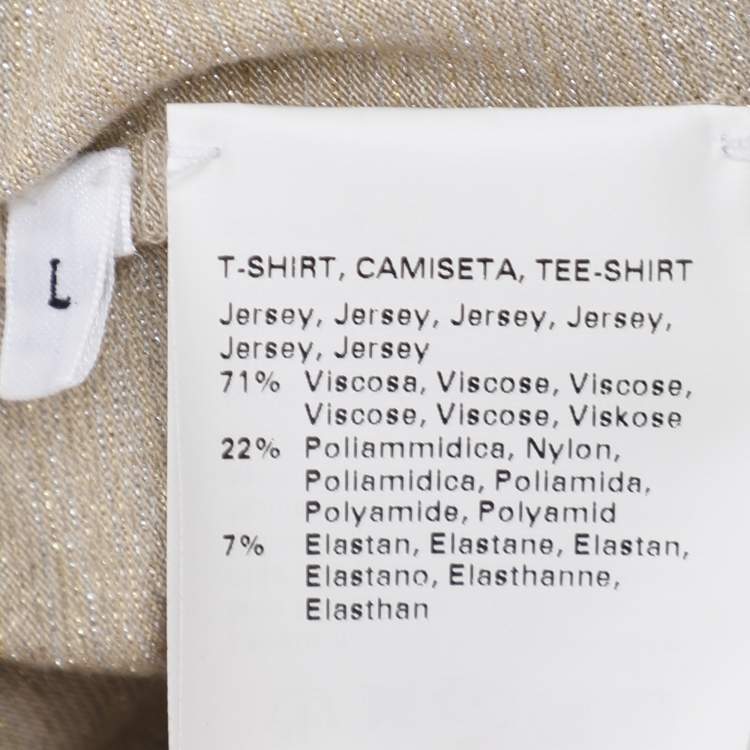 L
T-SHIRT, CAMISETA, TEE-SHIRT
Jersey, Jersey, Jersey, Jersey,
Jersey, Jersey
71% Viscosa, Viscose, Viscose,
Viscose, Viscose, Viskose
22% Poliammidica, Nylon,
Poliamidica, Poliamida,
Polyamide, Polyamid
7% Elastan, Elastane, Elastan,
Elastano, Elasthanne,
Elasthan